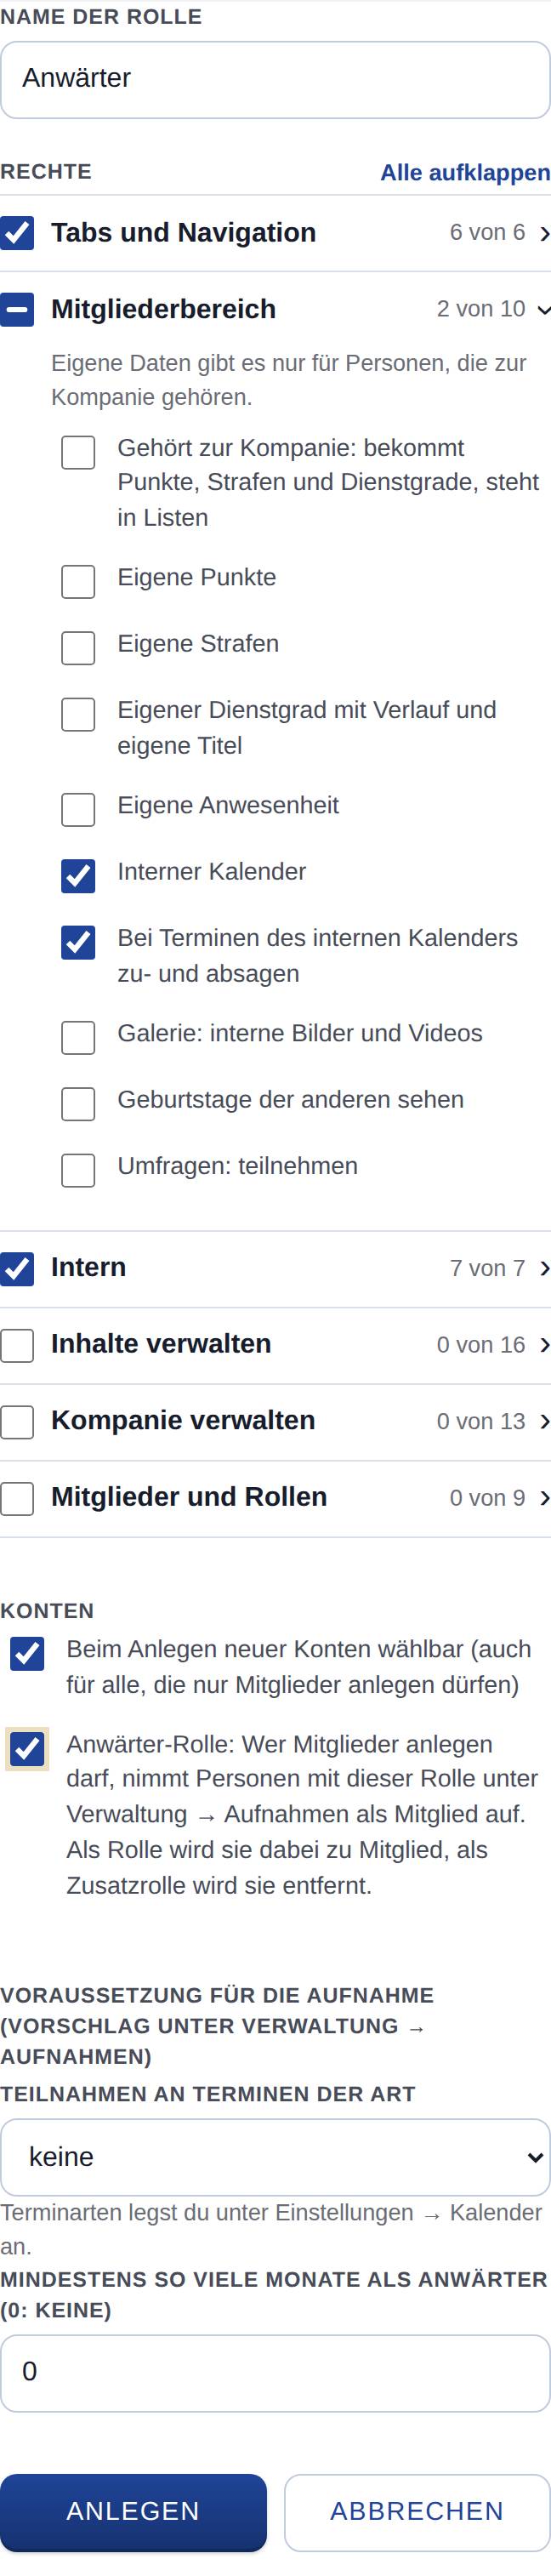 NAME DER ROLLE
Anwärter
RECHTE
Alle aufklappen
Tabs und Navigation 6 von 6
Mitgliederbereich 2 von 10
Eigene Daten gibt es nur für Personen, die zur
Kompanie gehören.
Gehört zur Kompanie: bekommt
Punkte, Strafen und Dienstgrade, steht
in Listen
Eigene Punkte
Eigene Strafen
Eigener Dienstgrad mit Verlauf und
eigene Titel
Eigene Anwesenheit
Interner Kalender
Bei Terminen des internen Kalenders
zu- und absagen
Galerie: interne Bilder und Videos
Geburtstage der anderen sehen
Umfragen: teilnehmen
Intern 7 von 7
Inhalte verwalten 0 von 16
Kompanie verwalten 0 von 13
Mitglieder und Rollen 0 von 9
KONTEN
Beim Anlegen neuer Konten wählbar (auch
für alle, die nur Mitglieder anlegen dürfen)
Anwärter-Rolle: Wer Mitglieder anlegen
darf, nimmt Personen mit dieser Rolle unter
Verwaltung → Aufnahmen als Mitglied auf.
Als Rolle wird sie dabei zu Mitglied, als
Zusatzrolle wird sie entfernt.
VORAUSSETZUNG FÜR DIE AUFNAHME
(VORSCHLAG UNTER VERWALTUNG →
AUFNAHMEN)
TEILNAHMEN AN TERMINEN DER ART
keine
Terminarten legst du unter Einstellungen → Kalender
an.
MINDESTENS SO VIELE MONATE ALS ANWÄRTER
(0: KEINE)
0
ANLEGEN
ABBRECHEN